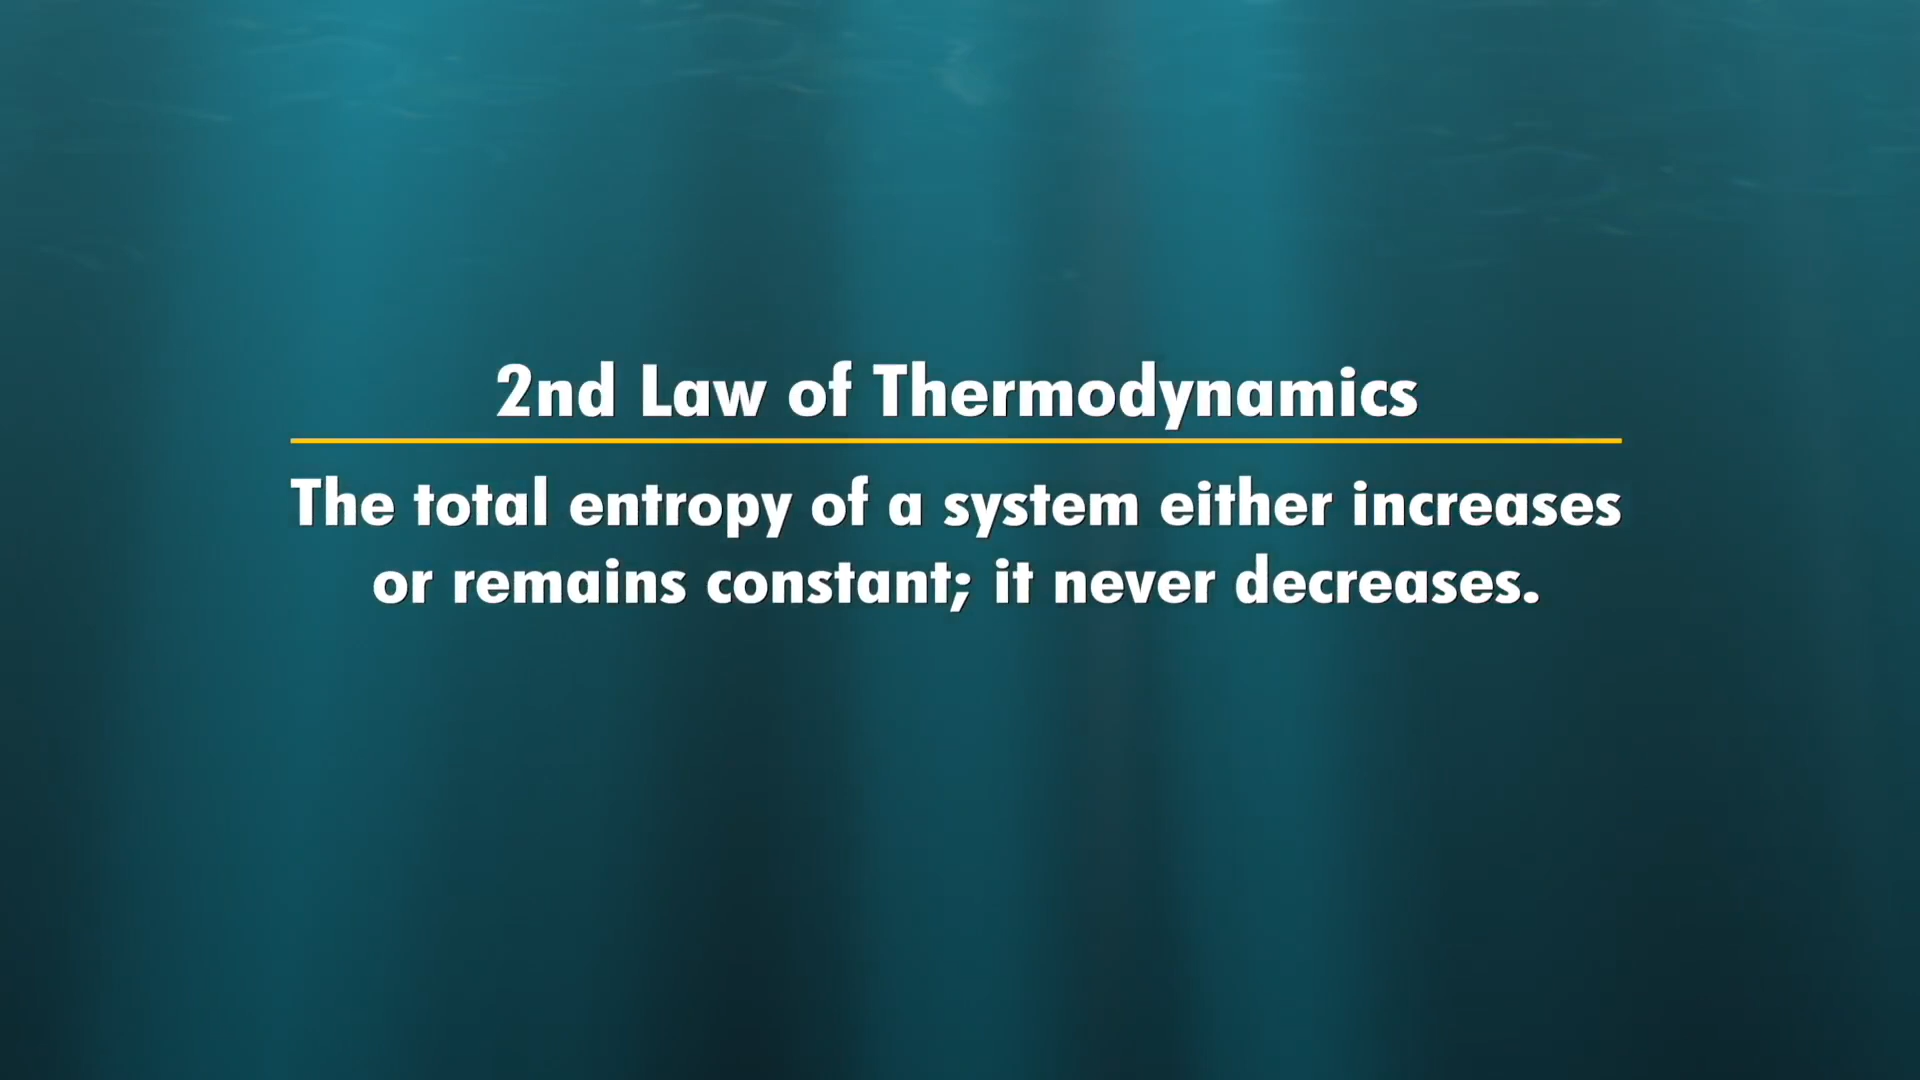 2nd Law of Thermodynamics
The total entropy of a system either increases
or remains constant; it never decreases.